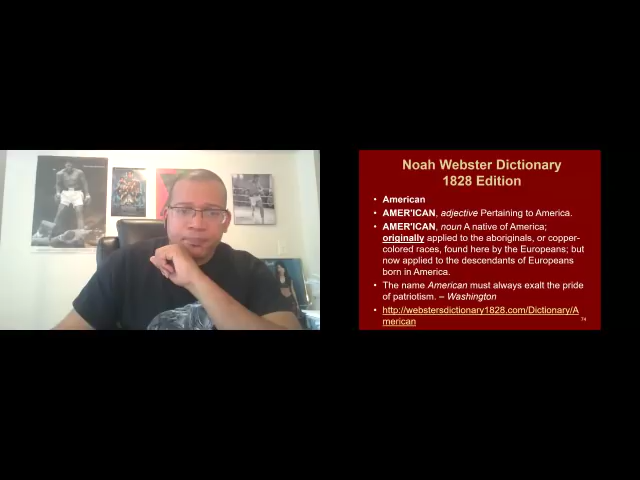 Noah Webster Dictionary
1828 Edition
• American
• AMER'ICAN, adjective Pertaining to America.
• AMER'ICAN, noun A native of America;
originally applied to the aboriginals, or copper-
colored races, found here by the Europeans; but
now applied to the descendants of Europeans
born in America.
• The name American must always exalt the pride
of patriotism. – Washington
• http://webstersdictionary1828.com/Dictionary/A
merican
74